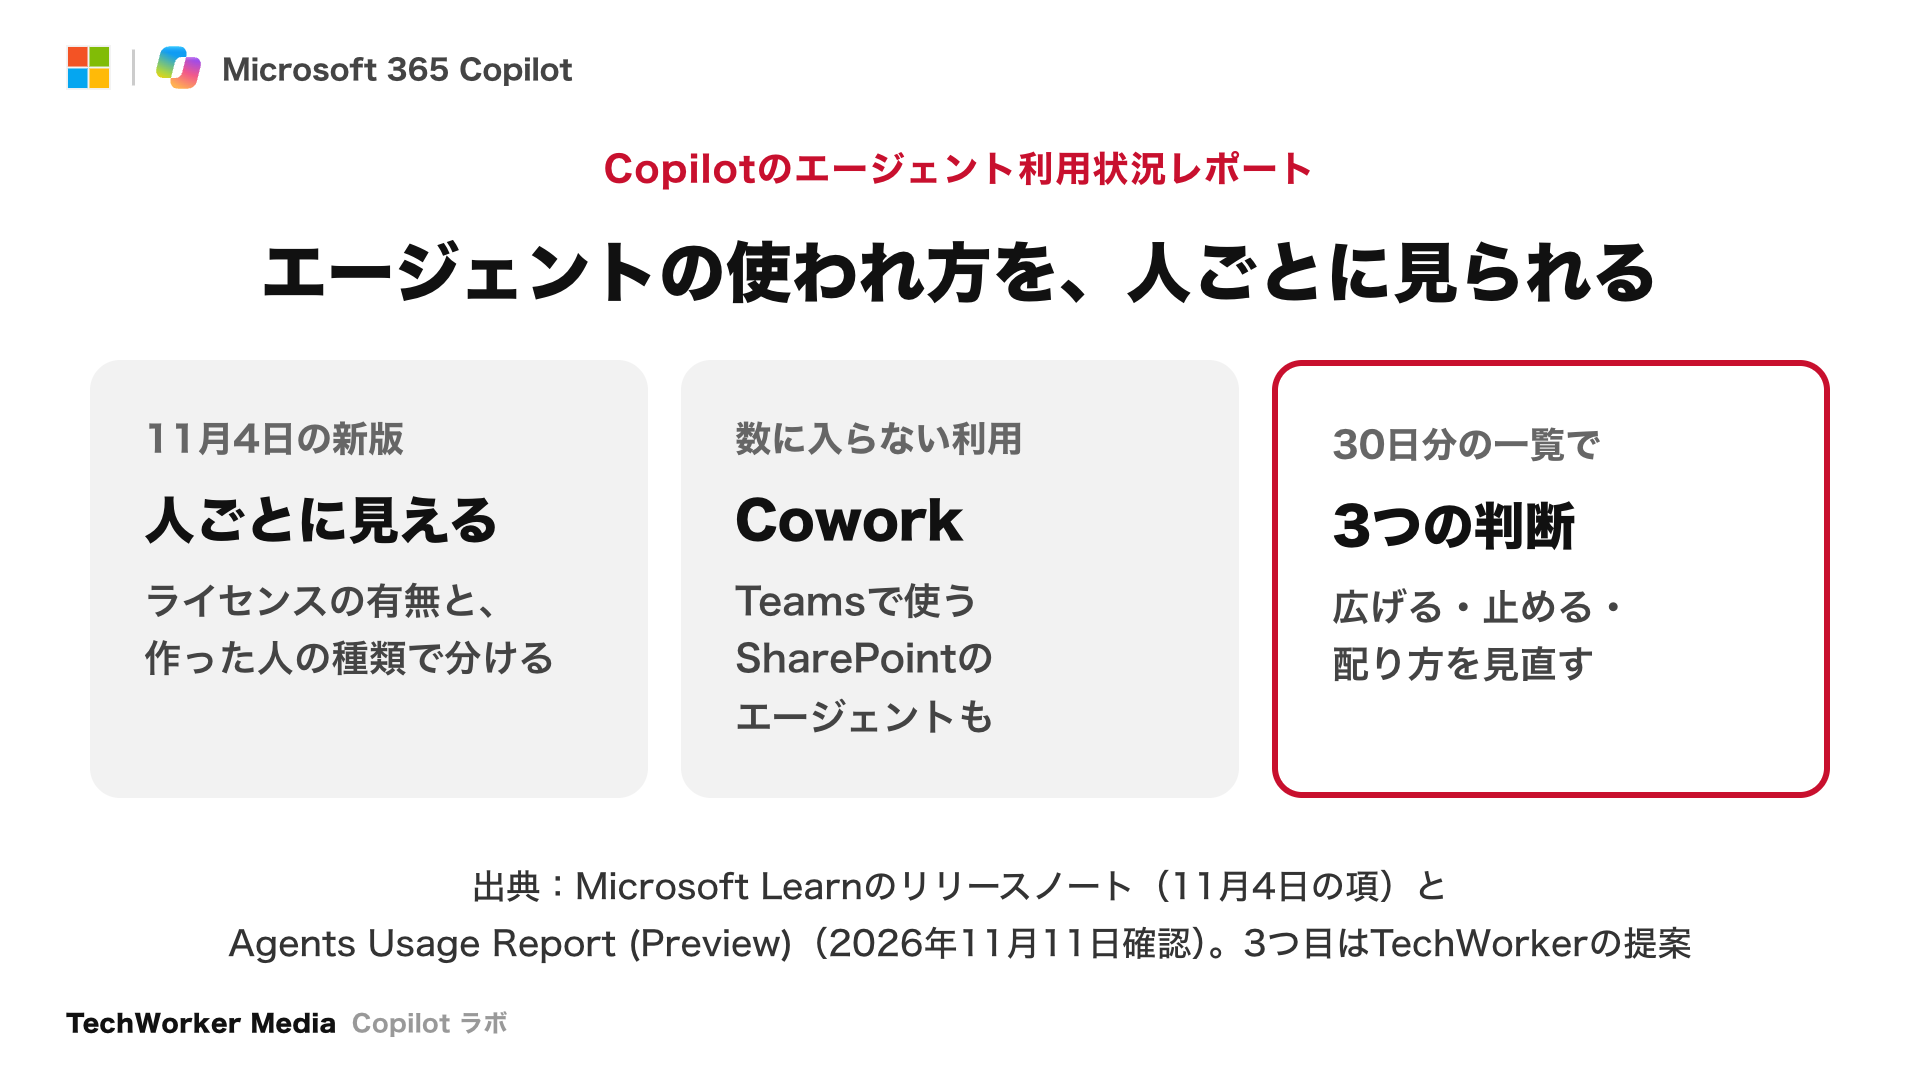 Microsoft 365 Copilot
Copilotのエージェント利用状況レポート
エージェントの使われ方を、人ごとに見られる
11月4日の新版
人ごとに見える
ライセンスの有無と、
作った人の種類で分ける
数に入らない利用
Cowork
Teamsで使う
SharePointの
エージェントも
30日分の一覧で
3つの判断
広げる・止める・
配り方を見直す
出典：Microsoft Learnのリリースノート（11月4日の項）と
Agents Usage Report (Preview)（2026年11月11日確認）。3つ目はTechWorkerの提案
TechWorker Media Copilot ラボ